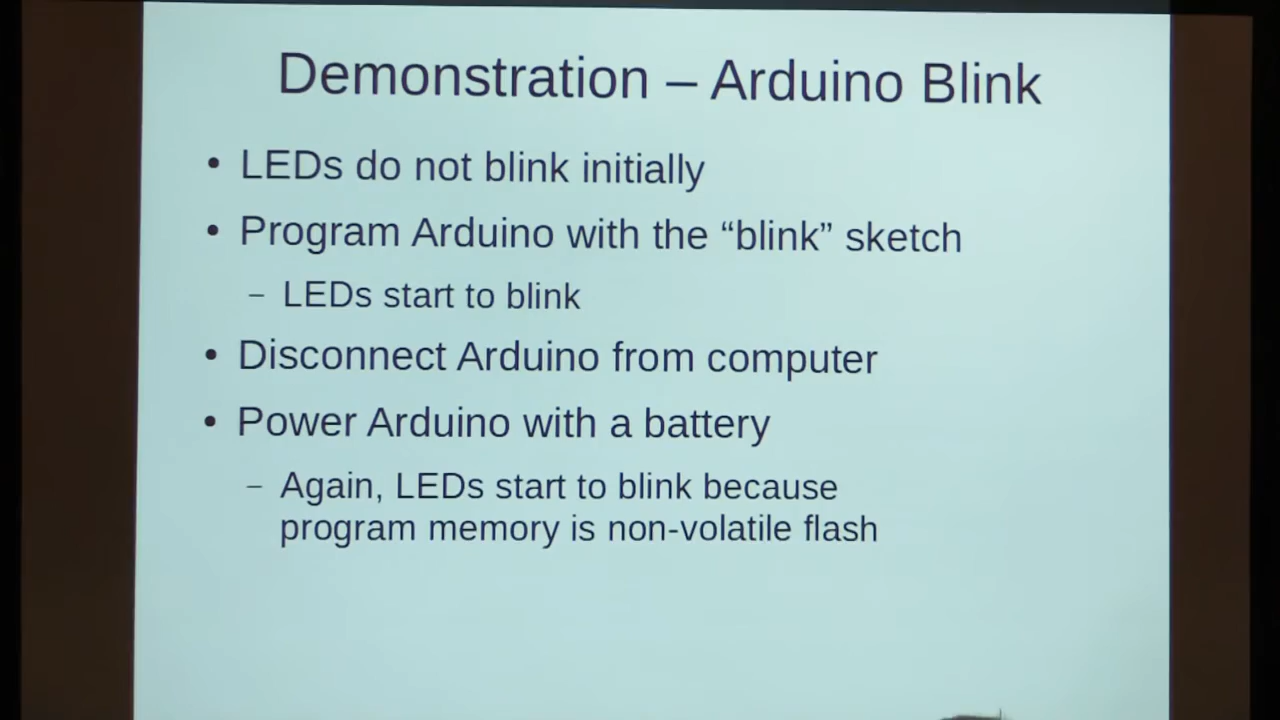 Demonstration – Arduino Blink
• LEDs do not blink initially
• Program Arduino with the “blink” sketch
– LEDs start to blink
• Disconnect Arduino from computer
• Power Arduino with a battery
– Again, LEDs start to blink because
program memory is non-volatile flash